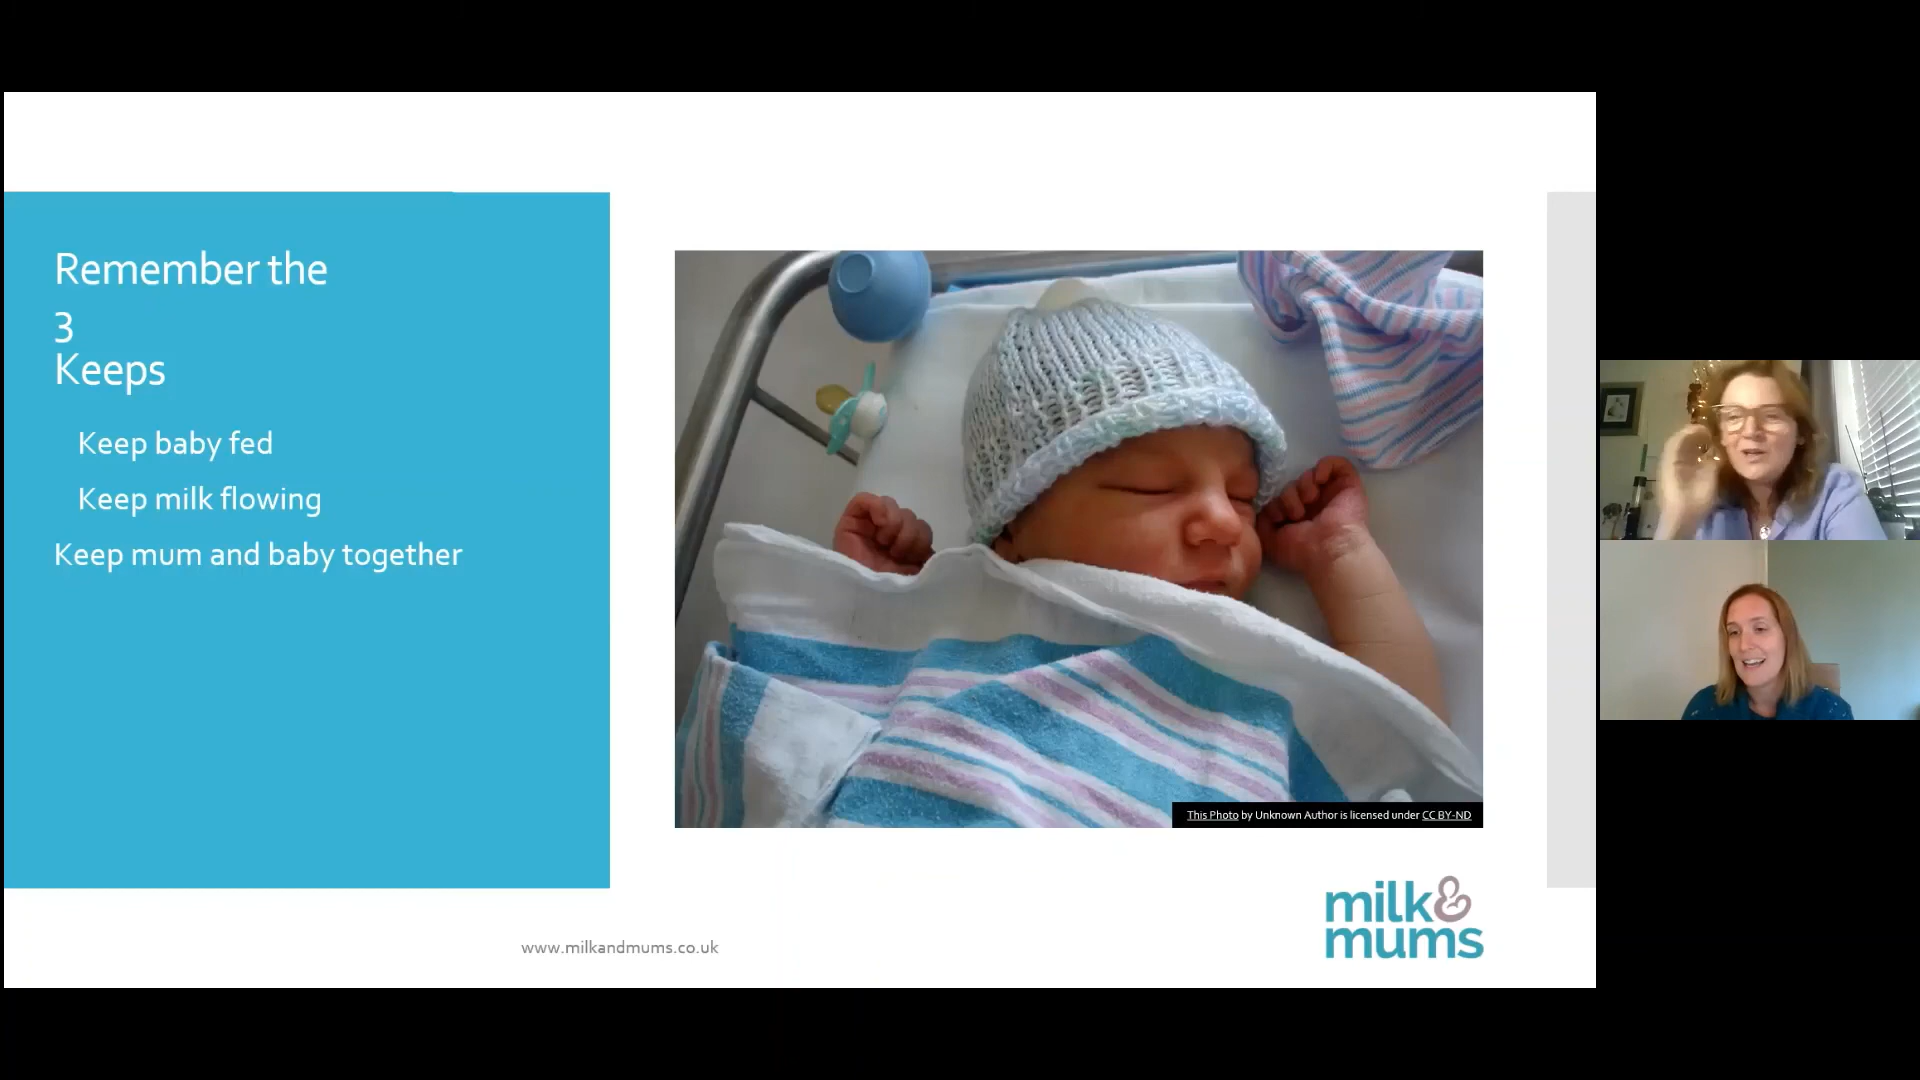 Remember the
3
Keeps
Keep baby fed
Keep milk flowing
Keep mum and baby together
This Photo by Unknown Author is licensed under CC BY-ND
milk&
mums
www.milkandmums.co.uk